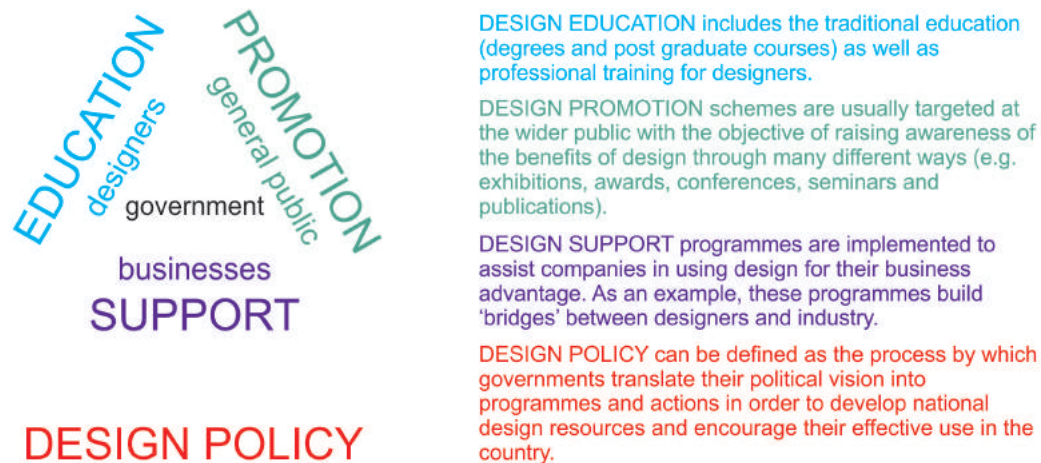 EDUCATION
designers
PROMOTION
general public
government
businesses
SUPPORT
DESIGN POLICY
DESIGN EDUCATION includes the traditional education
(degrees and post graduate courses) as well as
professional training for designers.
DESIGN PROMOTION schemes are usually targeted at
the wider public with the objective of raising awareness of
the benefits of design through many different ways (e.g.
exhibitions, awards, conferences, seminars and
publications).
DESIGN SUPPORT programmes are implemented to
assist companies in using design for their business
advantage. As an example, these programmes build
‘bridges’ between designers and industry.
DESIGN POLICY can be defined as the process by which
governments translate their political vision into
programmes and actions in order to develop national
design resources and encourage their effective use in the
country.